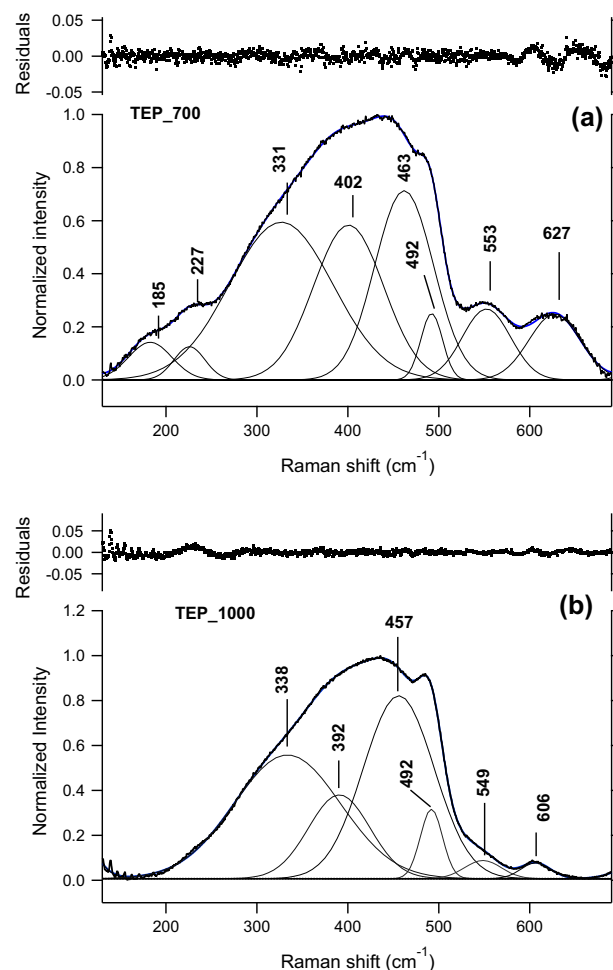 0.05
Residuals
0.00
-0.05
TEP_700
(a)
1.0
0.8
0.6
0.4
0.2
0.0
Normalized intensity
185
227
331
402
463
492
553
627
200 300 400 500 600
Raman shift (cm⁻¹)
Residuals
0.05
0.00
-0.05
TEP_1000
(b)
1.2
1.0
0.8
0.6
0.4
0.2
0.0
Normalized Intensity
338
392
457
492
549
606
200 300 400 500 600
Raman shift (cm⁻¹)